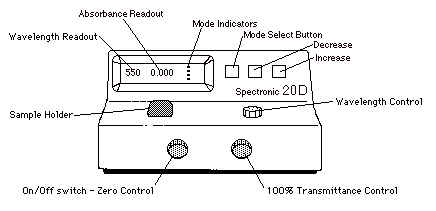 Absorbance Readout
Mode Indicators
Mode Select Button
Wavelength Readout
Decrease
Increase
550 0.000
Spectronic 20D
Wavelength Control
Sample Holder
On/Off switch - Zero Control
100% Transmittance Control